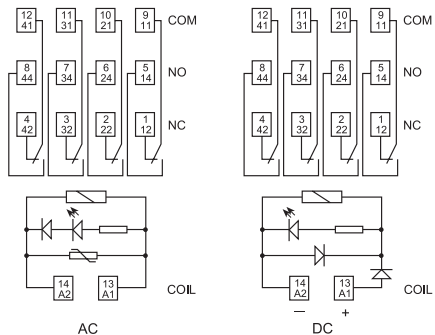 12 11 10 9 COM 12 11 10 9
41 31 21 11 41 31 21 11 COM
8 7 6 5 NO 8 7 6 5 NO
44 34 24 14 44 34 24 14
4 3 2 1 NC 4 3 2 1 NC
42 32 22 12 42 32 22 12
14 13 COIL 14 13 COIL
A2 A1 A2 A1
— +
AC DC